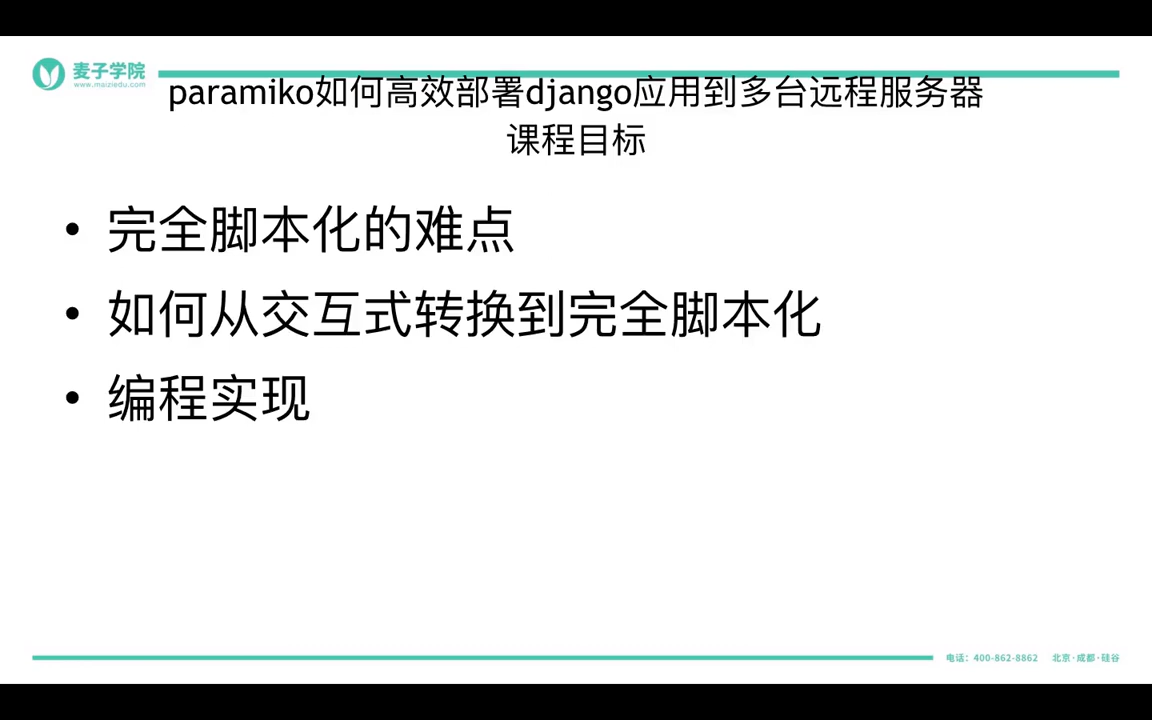 麦子学院
www.maiziedu.com
paramiko如何高效部署django应用到多台远程服务器
课程目标
• 完全脚本化的难点
• 如何从交互式转换到完全脚本化
• 编程实现
电话：400-862-8862 北京·成都·硅谷